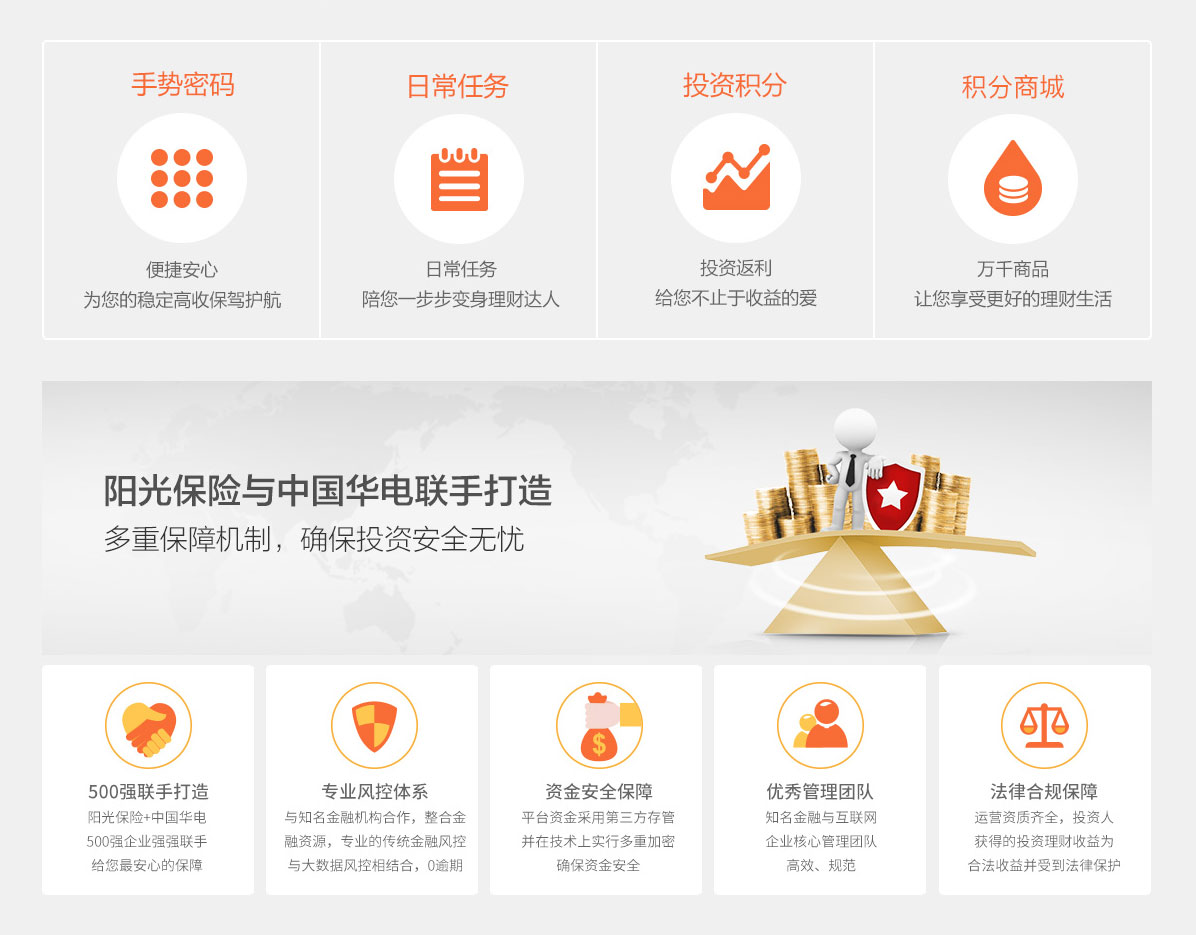 手势密码
便捷安心
为您的稳定高收保驾护航
日常任务
日常任务
陪您一步步变身理财达人
投资积分
投资返利
给您不止于收益的爱
积分商城
万千商品
让您享受更好的理财生活
阳光保险与中国华电联手打造
多重保障机制，确保投资安全无忧
500强联手打造
阳光保险+中国华电
500强企业强强联手
给您最安心的保障
专业风控体系
与知名金融机构合作，整合金
融资源，专业的传统金融风控
与大数据风控相结合，0逾期
$
资金安全保障
平台资金采用第三方存管
并在技术上实行多重加密
确保资金安全
优秀管理团队
知名金融与互联网
企业核心管理团队
高效、规范
法律合规保障
运营资质齐全，投资人
获得的投资理财收益为
合法收益并受到法律保护